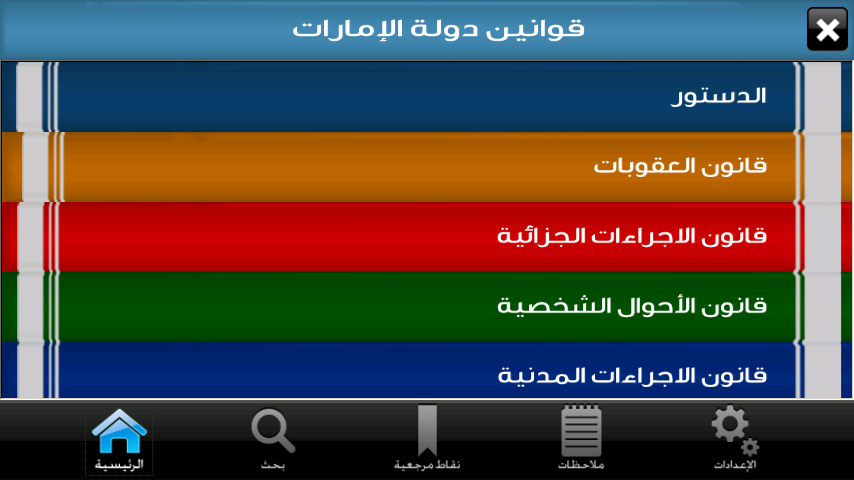 قوانين دولة الإمارات
الدستور
قانون العقوبات
قانون الاجراءات الجزائية
قانون الأحوال الشخصية
قانون الاجراءات المدنية
الإعدادات
ملاحظات
نقاط مرجعية
بحث
الرئيسية